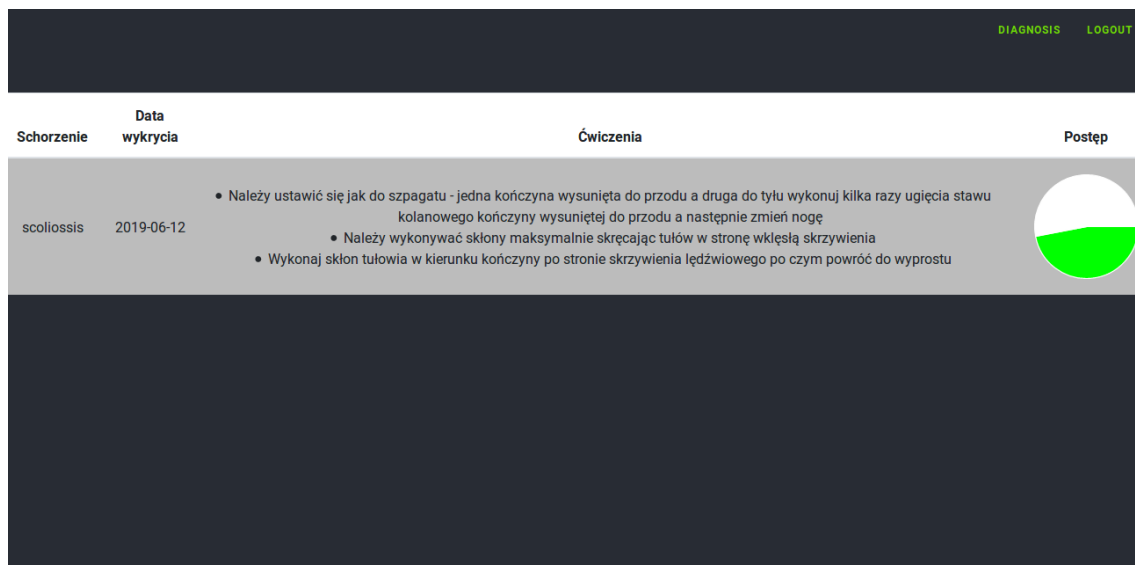 DIAGNOSIS LOGOUT
Schorzenie Data wykrycia Ćwiczenia Postęp
scoliossis 2019-06-12
• Należy ustawić się jak do szpagatu - jedna kończyna wysunięta do przodu a druga do tyłu wykonuj kilka razy ugięcia stawu
kolanowego kończyny wysuniętej do przodu a następnie zmień nogę
• Należy wykonywać skłony maksymalnie skręcając tułów w stronę wklęsłą skrzywienia
• Wykonaj skłon tułowia w kierunku kończyny po stronie skrzywienia lędźwiowego po czym powróć do wyprostu